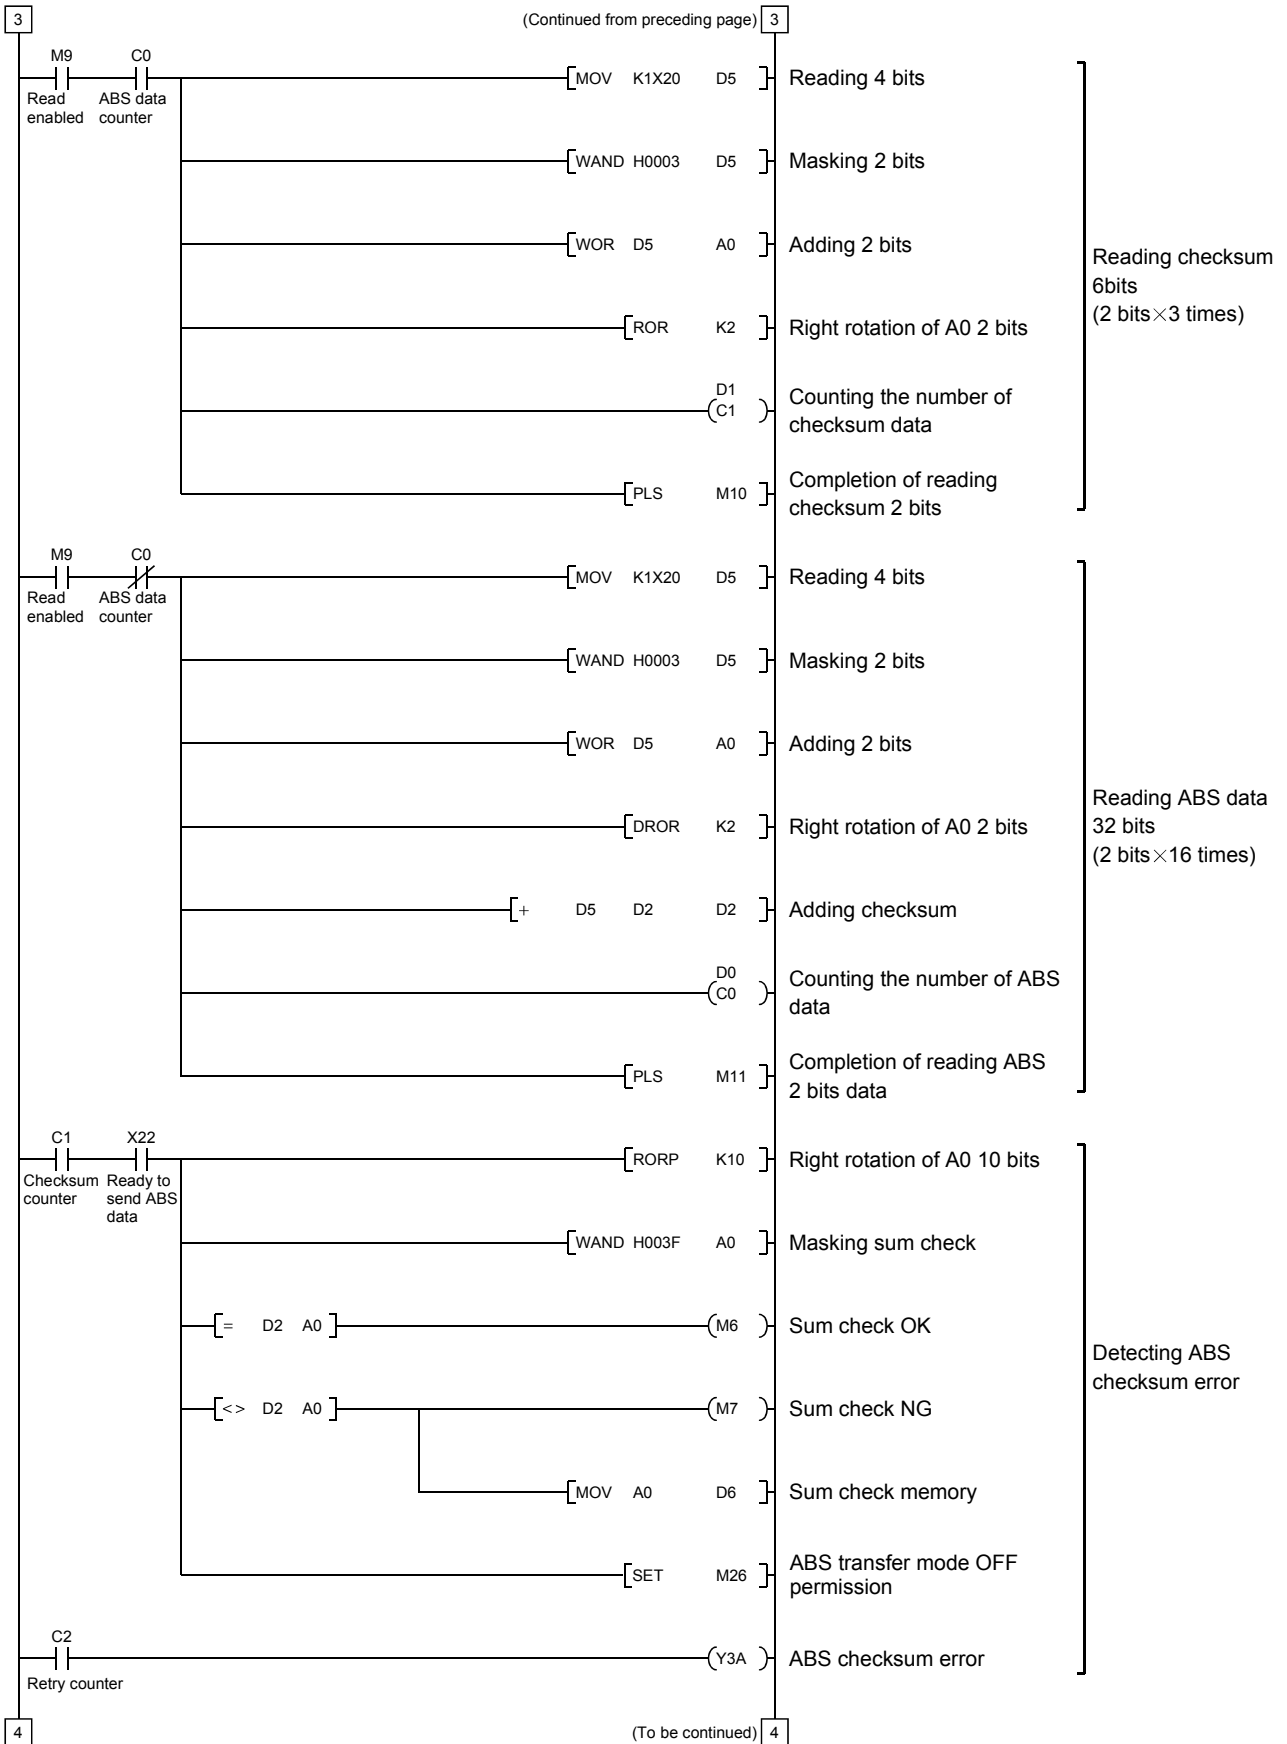 3
(Continued from preceding page) 3
M9 C0
MOV K1X20 D5 Reading 4 bits
Read enabled
ABS data counter
WAND H0003 D5 Masking 2 bits
WOR D5 A0 Adding 2 bits
ROR K2 Right rotation of A0 2 bits
D1
C1
Counting the number of
checksum data
PLS M10
Completion of reading
checksum 2 bits
Reading checksum
6bits
(2 bits×3 times)
M9 C0
MOV K1X20 D5 Reading 4 bits
Read enabled
ABS data counter
WAND H0003 D5 Masking 2 bits
WOR D5 A0 Adding 2 bits
DROR K2 Right rotation of A0 2 bits
+ D5 D2 D2 Adding checksum
D0
C0
Counting the number of ABS
data
PLS M11
Completion of reading ABS
2 bits data
Reading ABS data
32 bits
(2 bits×16 times)
C1 X22
RORP K10 Right rotation of A0 10 bits
Checksum counter
Ready to send ABS data
WAND H003F A0 Masking sum check
= D2 A0 M6 Sum check OK
<> D2 A0 M7 Sum check NG
MOV A0 D6 Sum check memory
SET M26
ABS transfer mode OFF
permission
Detecting ABS
checksum error
C2
Y3A ABS checksum error
Retry counter
4
(To be continued) 4